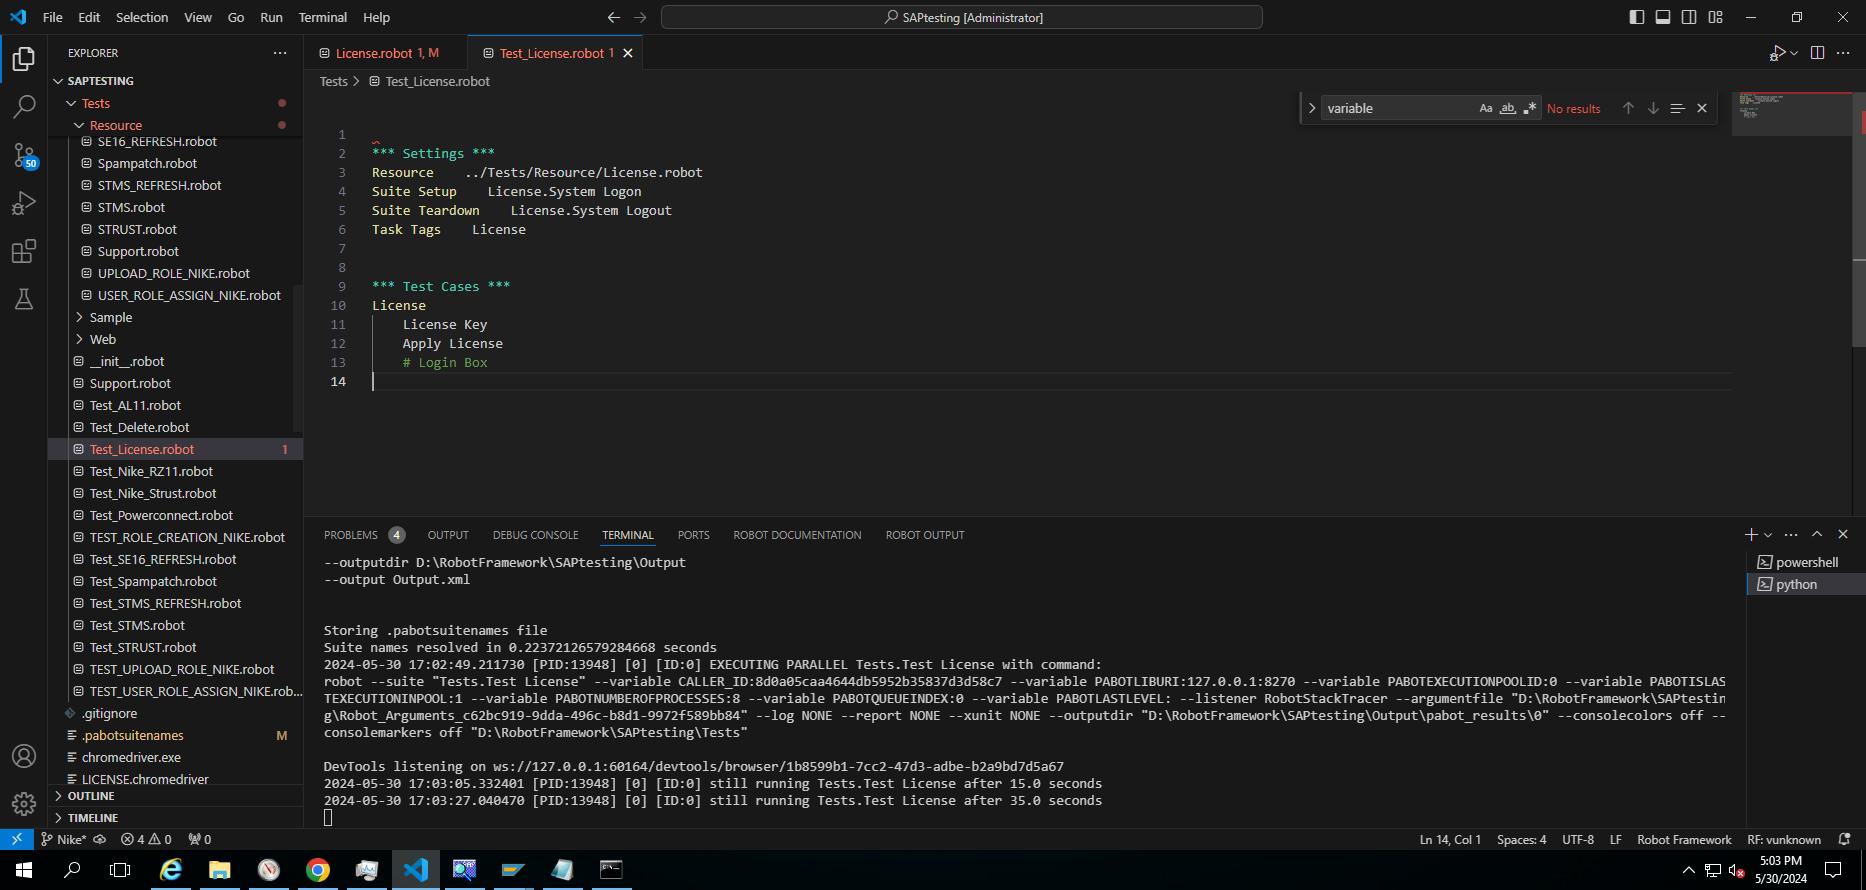 File Edit Selection View Go Run Terminal Help
SAPtesting [Administrator]
EXPLORER
SAPTESTING
Tests
Resource
SE16_REFRESH.robot
Spampatch.robot
STMS_REFRESH.robot
STMS.robot
STRUST.robot
Support.robot
UPLOAD_ROLE_NIKE.robot
USER_ROLE_ASSIGN_NIKE.robot
Sample
Web
__init__.robot
Support.robot
Test_AL11.robot
Test_Delete.robot
Test_License.robot 1
Test_Nike_RZ11.robot
Test_Nike_Strust.robot
Test_Powerconnect.robot
TEST_ROLE_CREATION_NIKE.robot
Test_SE16_REFRESH.robot
Test_Spampatch.robot
Test_STMS_REFRESH.robot
Test_STMS.robot
Test_STRUST.robot
TEST_UPLOAD_ROLE_NIKE.robot
TEST_USER_ROLE_ASSIGN_NIKE.rob...
.gitignore
.pabotsuitenames M
chromedriver.exe
LICENSE.chromedriver
OUTLINE
TIMELINE
50
License.robot 1, M
Test_License.robot 1
Tests > Test_License.robot
variable Aa ab .* No results
1
2 *** Settings ***
3 Resource    ../Tests/Resource/License.robot
4 Suite Setup    License.System Logon
5 Suite Teardown    License.System Logout
6 Task Tags    License
7
8
9 *** Test Cases ***
10 License
11     License Key
12     Apply License
13     # Login Box
14
PROBLEMS 4 OUTPUT DEBUG CONSOLE TERMINAL PORTS ROBOT DOCUMENTATION ROBOT OUTPUT
powershell
python
--outputdir D:\RobotFramework\SAPtesting\Output
--output Output.xml
Storing .pabotsuitenames file
Suite names resolved in 0.22372126579284668 seconds
2024-05-30 17:02:49.211730 [PID:13948] [0] [ID:0] EXECUTING PARALLEL Tests.Test License with command:
robot --suite "Tests.Test License" --variable CALLER_ID:8d0a05caa4644db5952b35837d3d58c7 --variable PABOTLIBURI:127.0.0.1:8270 --variable PABOTEXECUTIONPOOLID:0 --variable PABOTISLAS
TEXECUTIONINPOOL:1 --variable PABOTNUMBEROFPROCESSES:8 --variable PABOTQUEUEINDEX:0 --variable PABOTLASTLEVEL: --listener RobotStackTracer --argumentfile "D:\RobotFramework\SAPtestin
g\Robot_Arguments_c62bc919-9dda-496c-b8d1-9972f589bb84" --log NONE --report NONE --xunit NONE --outputdir "D:\RobotFramework\SAPtesting\Output\pabot_results\0" --consolecolors off --
consolemarkers off "D:\RobotFramework\SAPtesting\Tests"
DevTools listening on ws://127.0.0.1:60164/devtools/browser/1b8599b1-7cc2-47d3-adbe-b2a9bd7d5a67
2024-05-30 17:03:05.332401 [PID:13948] [0] [ID:0] still running Tests.Test License after 15.0 seconds
2024-05-30 17:03:27.040470 [PID:13948] [0] [ID:0] still running Tests.Test License after 35.0 seconds
Nike* 4 0 0
Ln 14, Col 1 Spaces: 4 UTF-8 LF Robot Framework RF: vunknown
5:03 PM
5/30/2024